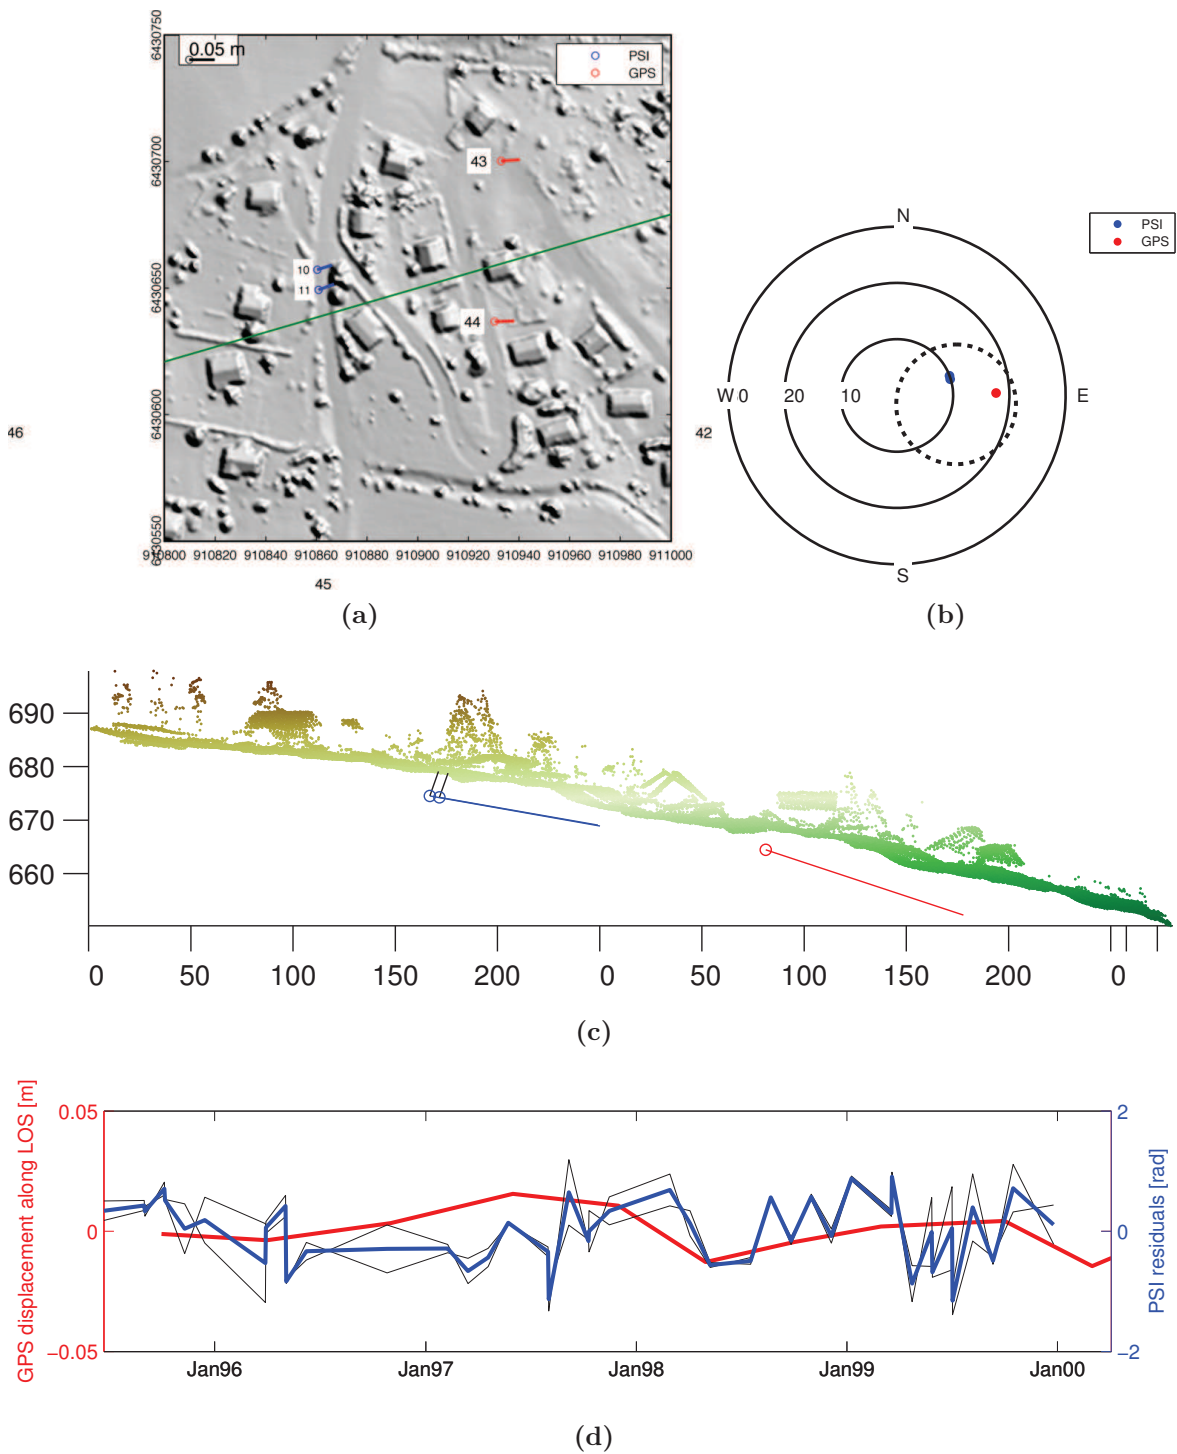 0.05 m
PSI
GPS
43
10
11
44
6430750
6430700
6430650
6430600
6430550
910800 910820 910840 910860 910880 910900 910920 910940 910960 910980 911000
46
42
45
(a)
PSI
GPS
N
W 0 20 10 E
S
(b)
690
680
670
660
0 50 100 150 200 0 50 100 150 200 0
(c)
GPS displacement along LOS [m]
0.05
0
−0.05
2
0
−2
PSI residuals [rad]
Jan96 Jan97 Jan98 Jan99 Jan00
(d)